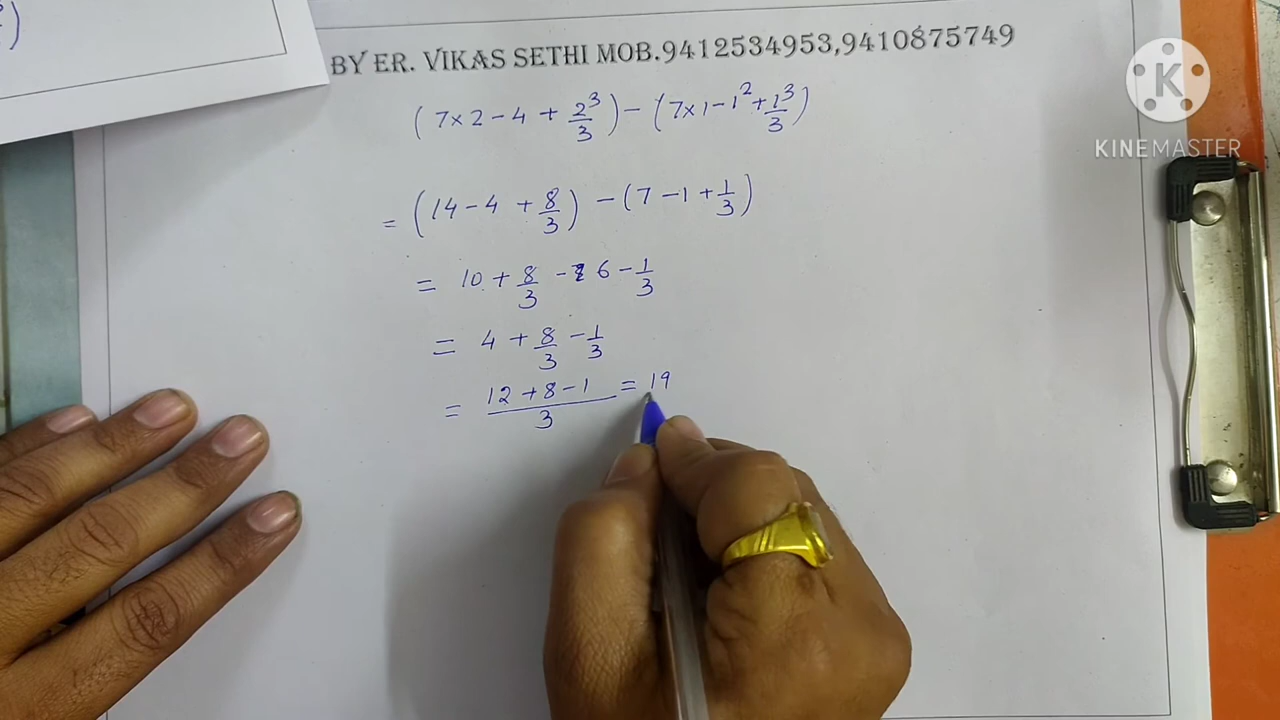 BY ER. VIKAS SETHI MOB.9412534953,9410875749
K
KINEMASTER
(7×2-4+2³/3)-(7×1-1²+1³/3)
=(14-4+8/3)-(7-1+1/3)
= 10+8/3-6-1/3
= 4+8/3-1/3
= (12+8-1)/3 = 19